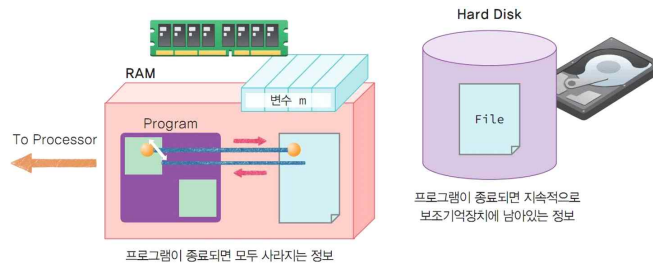 Hard Disk
RAM
변수 m
Program
To Processor
File
프로그램이 종료되면 지속적으로
보조기억장치에 남아있는 정보
프로그램이 종료되면 모두 사라지는 정보